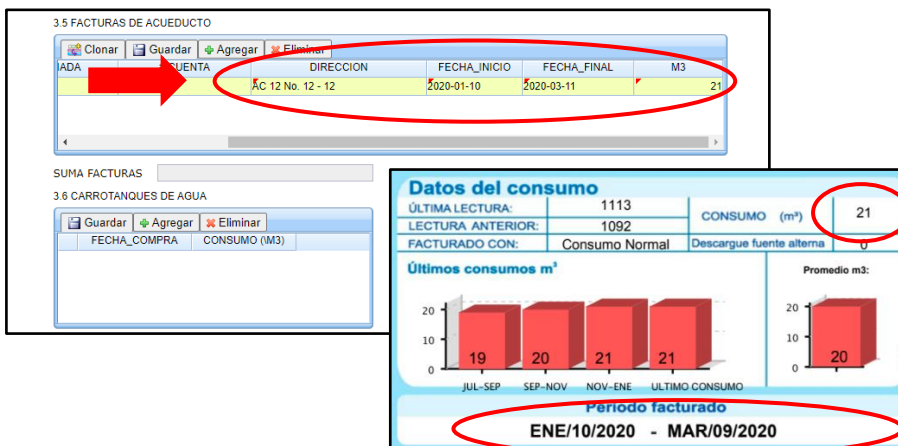 3.5 FACTURAS DE ACUEDUCTO
Clonar Guardar Agregar Eliminar
DIRECCION FECHA_INICIO FECHA_FINAL M3
AC 12 No. 12 - 12 2020-01-10 2020-03-11 21
SUMA FACTURAS
3.6 CARROTANQUES DE AGUA
Guardar Agregar Eliminar
FECHA_COMPRA CONSUMO (\M3)
Datos del consumo
ÚLTIMA LECTURA: 1113
CONSUMO (m³) 21
LECTURA ANTERIOR: 1092
FACTURADO CON: Consumo Normal Descargue fuente alterna 0
Últimos consumos m³
Promedio m3:
20
10
0
19 20 21 21
JUL-SEP SEP-NOV NOV-ENE ULTIMO CONSUMO
20
10
0
20
Periodo facturado
ENE/10/2020 - MAR/09/2020